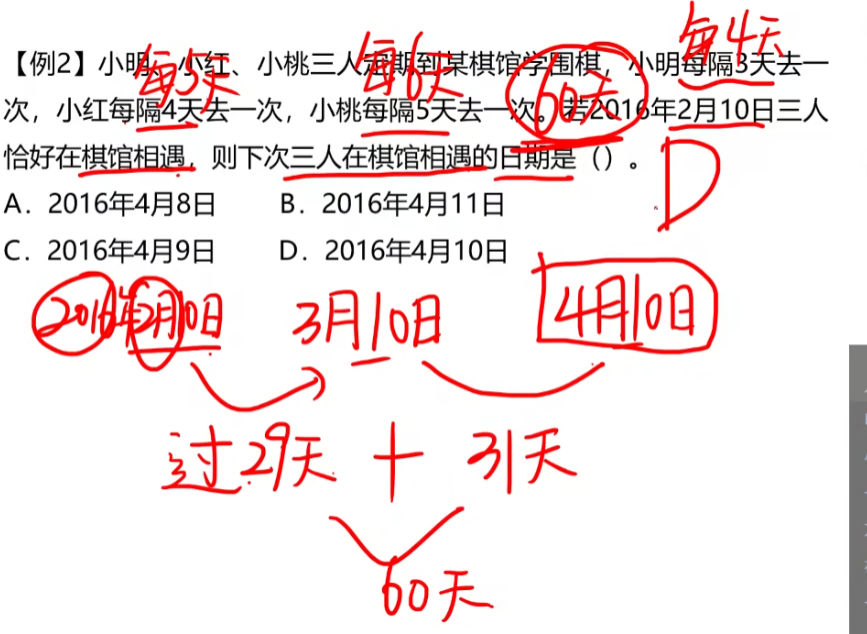 每4天
每5天
每6天
60天
【例2】小明、小红、小桃三人定期到某棋馆学围棋，小明每隔3天去一
次，小红每隔4天去一次，小桃每隔5天去一次。若2016年2月10日三人
恰好在棋馆相遇，则下次三人在棋馆相遇的日期是（）。
D
A．2016年4月8日 B．2016年4月11日
C．2016年4月9日 D．2016年4月10日
2016年2月10日 3月10日 4月10日
过29天 + 31天
60天